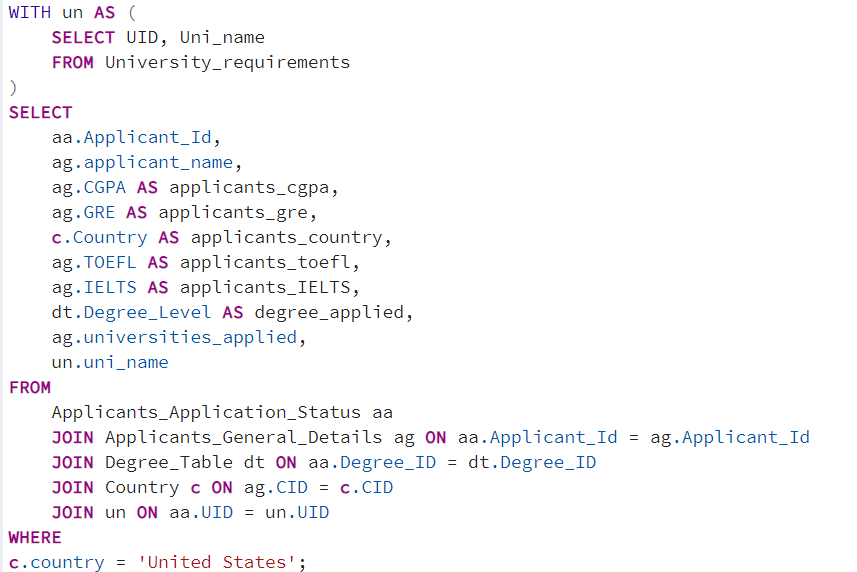 WITH un AS (
    SELECT UID, Uni_name
    FROM University_requirements
)
SELECT
    aa.Applicant_Id,
    ag.applicant_name,
    ag.CGPA AS applicants_cgpa,
    ag.GRE AS applicants_gre,
    c.Country AS applicants_country,
    ag.TOEFL AS applicants_toefl,
    ag.IELTS AS applicants_IELTS,
    dt.Degree_Level AS degree_applied,
    ag.universities_applied,
    un.uni_name
FROM
    Applicants_Application_Status aa
    JOIN Applicants_General_Details ag ON aa.Applicant_Id = ag.Applicant_Id
    JOIN Degree_Table dt ON aa.Degree_ID = dt.Degree_ID
    JOIN Country c ON ag.CID = c.CID
    JOIN un ON aa.UID = un.UID
WHERE
c.country = 'United States';